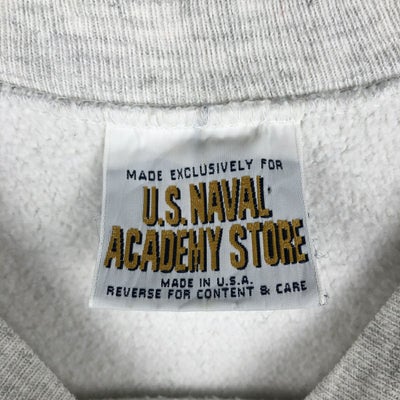 MADE EXCLUSIVELY FOR
U.S. NAVAL
ACADEMY STORE
MADE IN U.S.A.
REVERSE FOR CONTENT & CARE